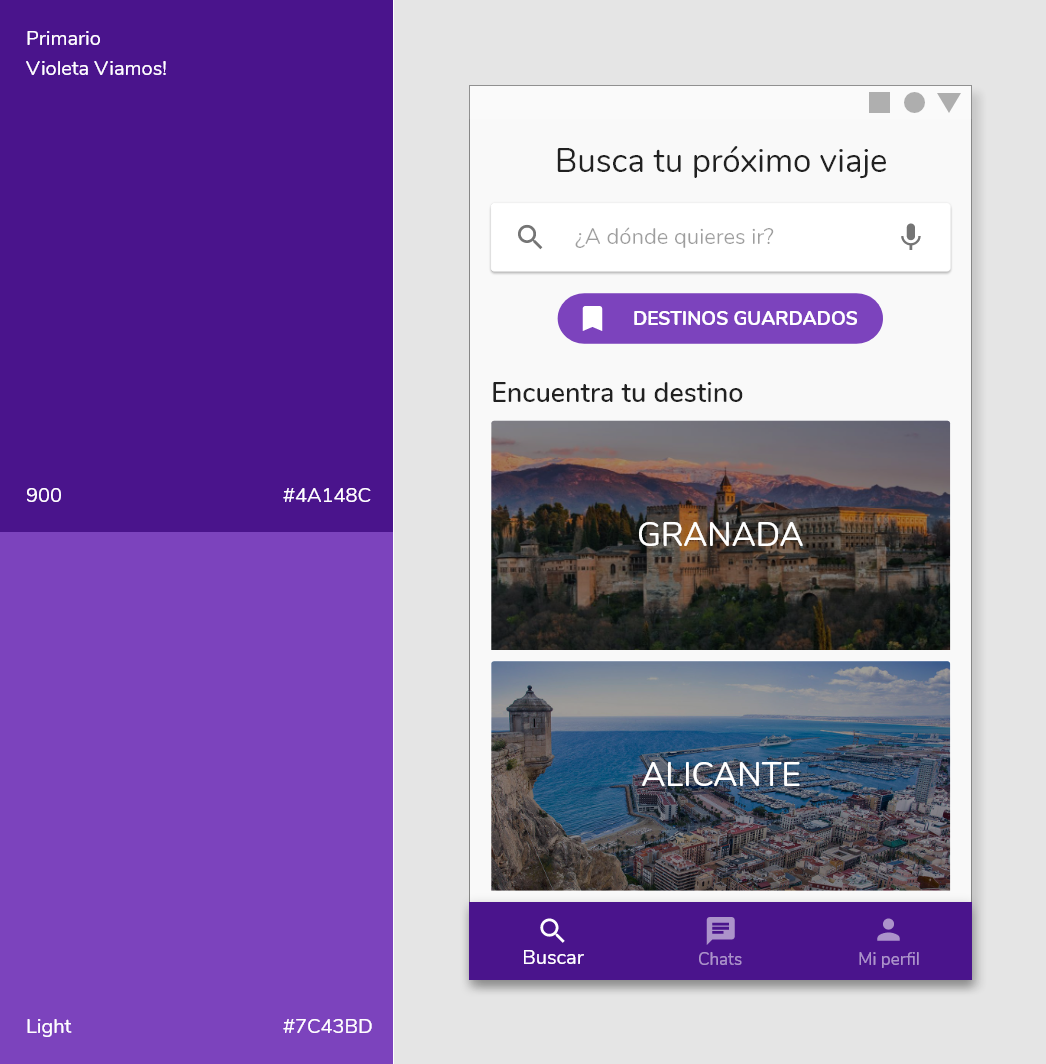 Primario
Violeta Viamos!
900 #4A148C
Light #7C43BD
Busca tu próximo viaje
¿A dónde quieres ir?
DESTINOS GUARDADOS
Encuentra tu destino
GRANADA
ALICANTE
Buscar Chats Mi perfil